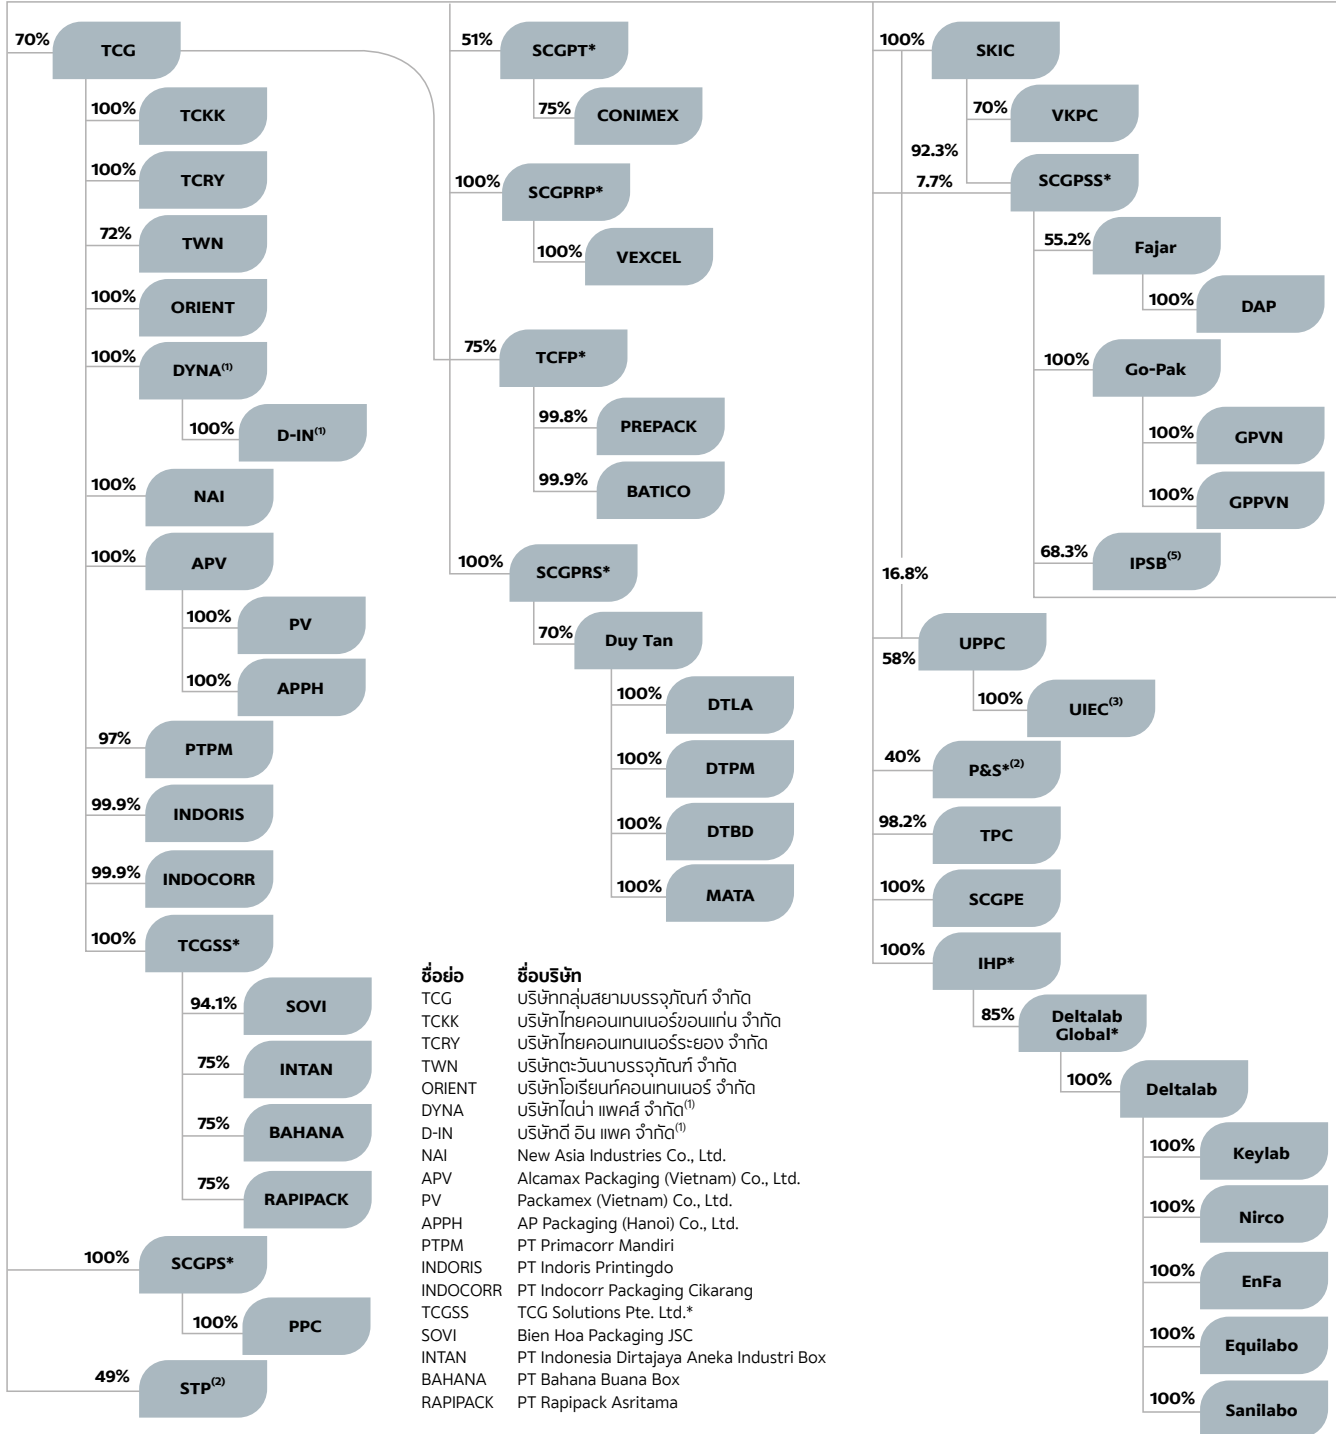 70% TCG
100% TCKK
100% TCRY
72% TWN
100% ORIENT
100% DYNA(1)
100% D-IN(1)
100% NAI
100% APV
100% PV
100% APPH
97% PTPM
99.9% INDORIS
99.9% INDOCORR
100% TCGSS*
94.1% SOVI
75% INTAN
75% BAHANA
75% RAPIPACK
100% SCGPS*
100% PPC
49% STP(2)
51% SCGPT*
75% CONIMEX
100% SCGPRP*
100% VEXCEL
75% TCFP*
99.8% PREPACK
99.9% BATICO
100% SCGPRS*
70% Duy Tan
100% DTLA
100% DTPM
100% DTBD
100% MATA
100% SKIC
70% VKPC
92.3%
7.7% SCGPSS*
55.2% Fajar
100% DAP
100% Go-Pak
100% GPVN
100% GPPVN
68.3% IPSB(5)
16.8%
58% UPPC
100% UIEC(3)
40% P&S*(2)
98.2% TPC
100% SCGPE
100% IHP*
85% Deltalab
Global*
100% Deltalab
100% Keylab
100% Nirco
100% EnFa
100% Equilabo
100% Sanilabo
ชื่อย่อ ชื่อบริษัท
TCG บริษัทกลุ่มสยามบรรจุภัณฑ์ จำกัด
TCKK บริษัทไทยคอนเทนเนอร์ขอนแก่น จำกัด
TCRY บริษัทไทยคอนเทนเนอร์ระยอง จำกัด
TWN บริษัทตะวันนาบรรจุภัณฑ์ จำกัด
ORIENT บริษัทโอเรียนท์คอนเทนเนอร์ จำกัด
DYNA บริษัทไดน่า แพคส์ จำกัด(1)
D-IN บริษัทดี อิน แพค จำกัด(1)
NAI New Asia Industries Co., Ltd.
APV Alcamax Packaging (Vietnam) Co., Ltd.
PV Packamex (Vietnam) Co., Ltd.
APPH AP Packaging (Hanoi) Co., Ltd.
PTPM PT Primacorr Mandiri
INDORIS PT Indoris Printingdo
INDOCORR PT Indocorr Packaging Cikarang
TCGSS TCG Solutions Pte. Ltd.*
SOVI Bien Hoa Packaging JSC
INTAN PT Indonesia Dirtajaya Aneka Industri Box
BAHANA PT Bahana Buana Box
RAPIPACK PT Rapipack Asritama